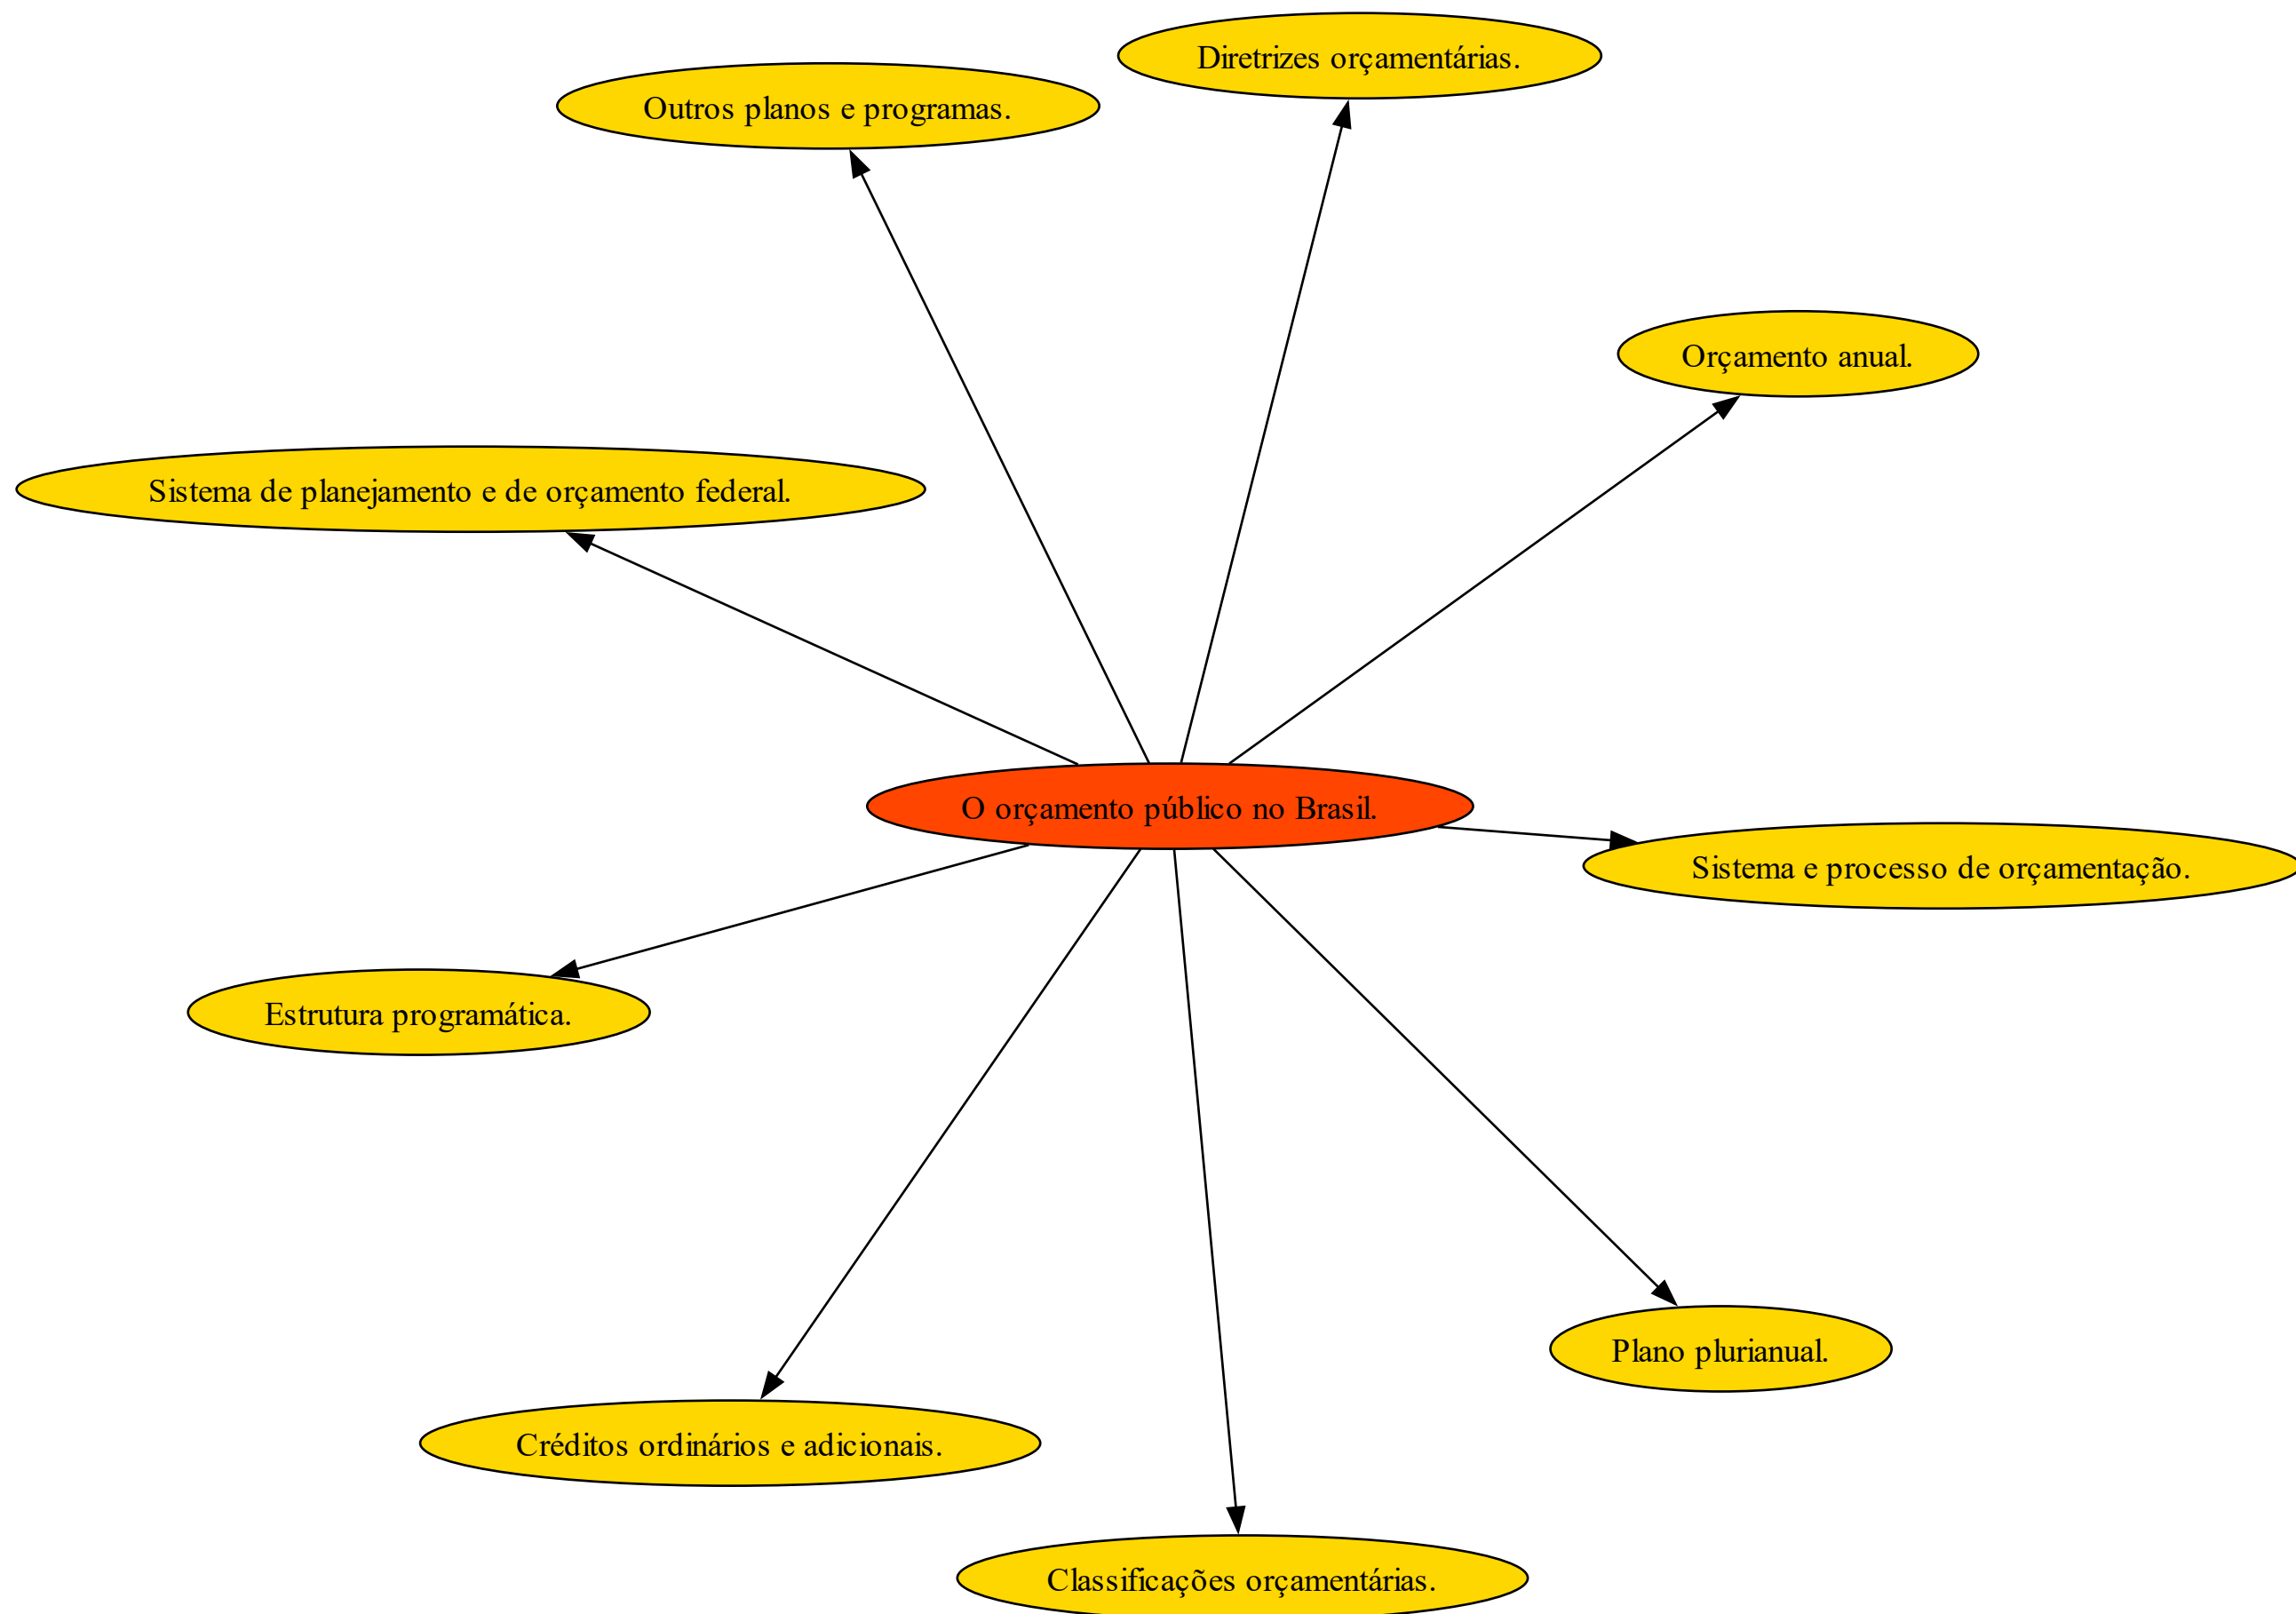 Diretrizes orçamentárias.
Outros planos e programas.
Orçamento anual.
Sistema de planejamento e de orçamento federal.
O orçamento público no Brasil.
Sistema e processo de orçamentação.
Estrutura programática.
Plano plurianual.
Créditos ordinários e adicionais.
Classificações orçamentárias.